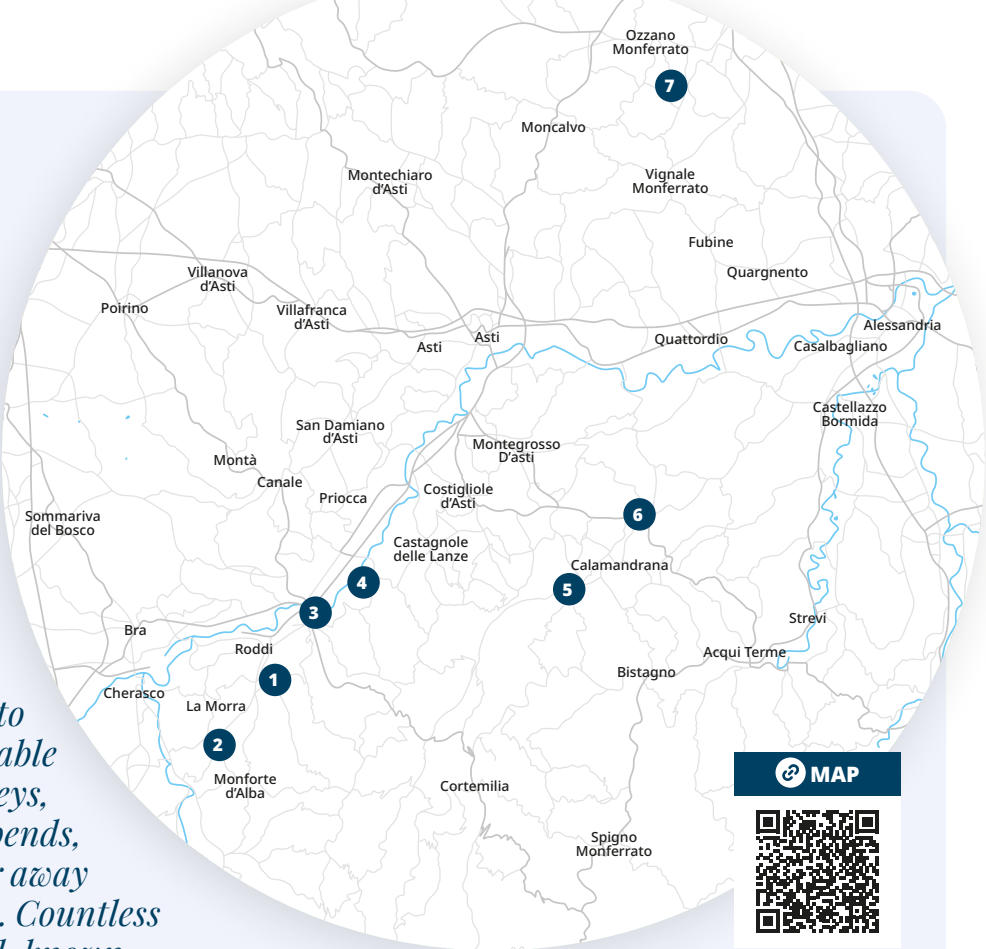 Ozzano
Monferrato
7
Moncalvo
Montechiaro
d'Asti
Vignale
Monferrato
Fubine
Quargnento
Villanova
d'Asti
Poirino
Villafranca
d'Asti
Asti
Asti
Quattordio
Alessandria
Casalbagliano
Castellazzo
Bormida
San Damiano
d'Asti
Montegrosso
D'asti
Montà
Canale
Priocca
Costigliole
d'Asti
Sommariva
del Bosco
6
Castagnole
delle Lanze
Calamandrana
4
5
3
Bra
Strevi
Roddi
Acqui Terme
1
Bistagno
Cherasco
La Morra
2
Monforte
d'Alba
Cortemilia
Spigno
Monferrato
MAP
to
able
eys,
pends,
r away
. Countless